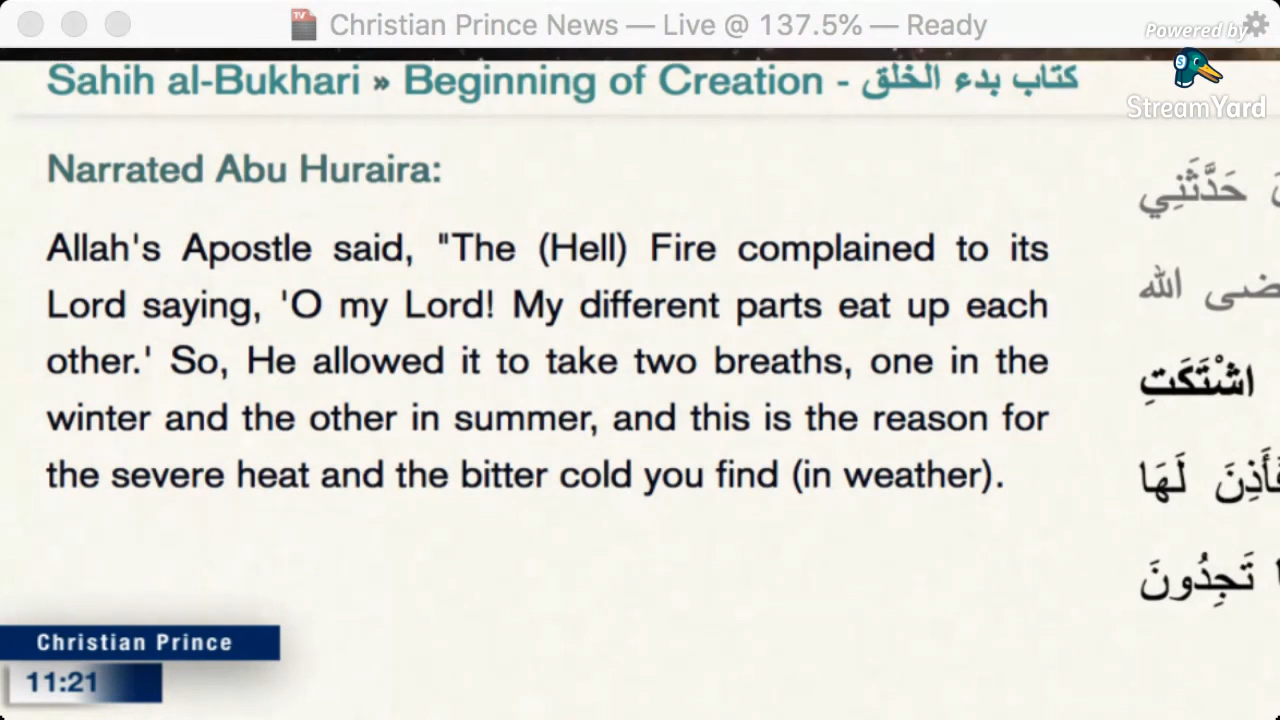 Christian Prince News — Live @ 137.5% — Ready
Powered by
StreamYard
Sahih al-Bukhari » Beginning of Creation - كتاب بدء الخلق
Narrated Abu Huraira:
حَدَّثَنِي
Allah's Apostle said, "The (Hell) Fire complained to its
Lord saying, 'O my Lord! My different parts eat up each
ضى الله
other.' So, He allowed it to take two breaths, one in the
اشْتَكَتِ
winter and the other in summer, and this is the reason for
the severe heat and the bitter cold you find (in weather).
فَأَذِنَ لَهَا
تَجِدُونَ
Christian Prince
11:21